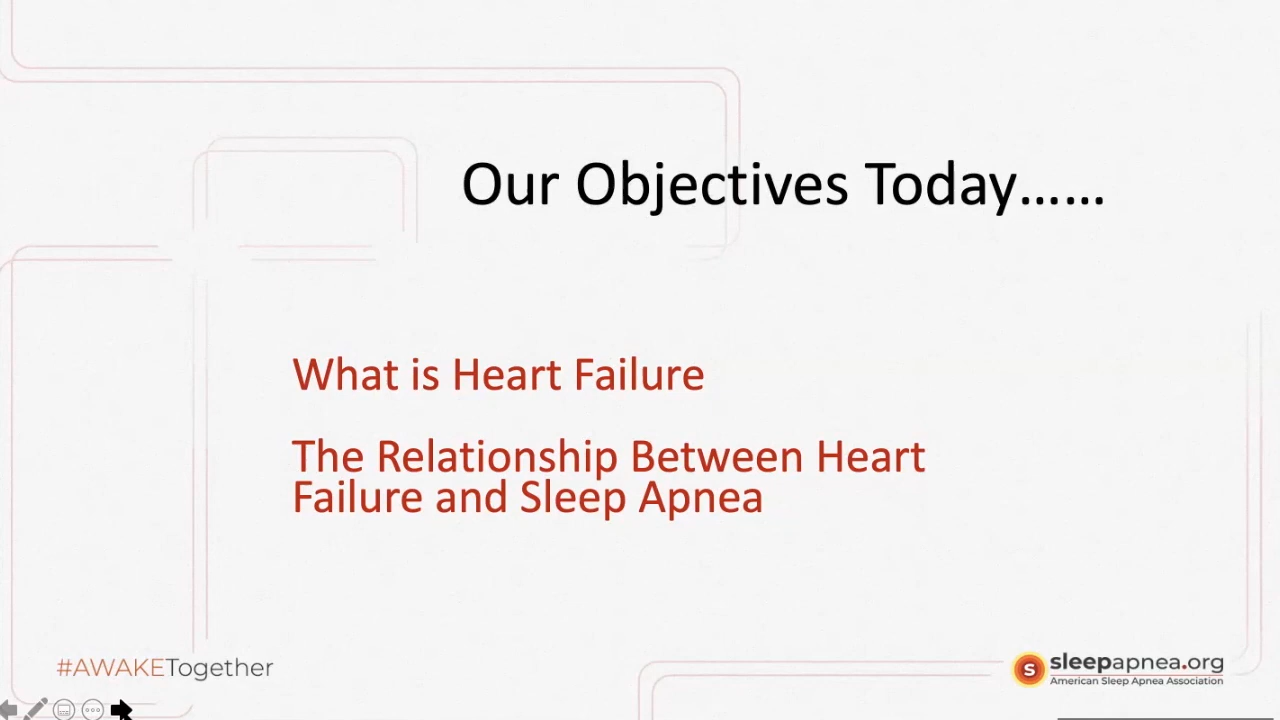 Our Objectives Today……
What is Heart Failure
The Relationship Between Heart
Failure and Sleep Apnea
#AWAKETogether
S
sleepapnea.org
American Sleep Apnea Association